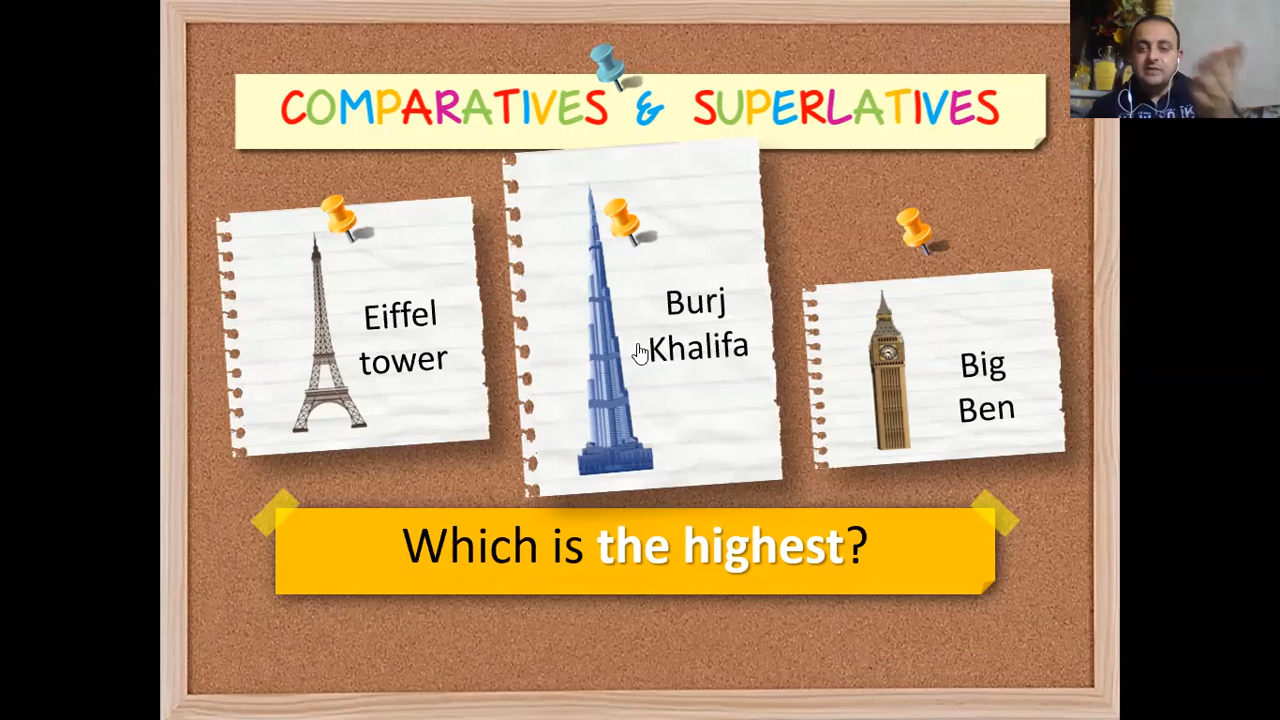 COMPARATIVES & SUPERLATIVES
Eiffel
tower
Burj
Khalifa
Big
Ben
Which is the highest?